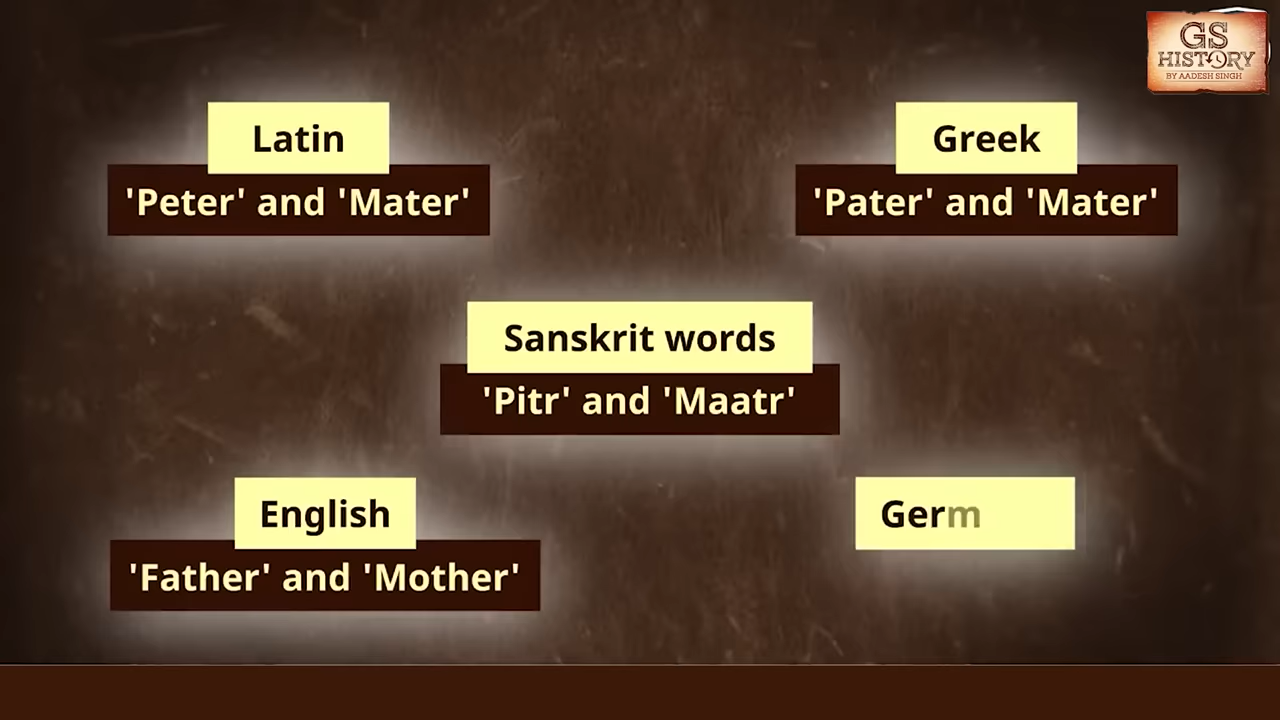 GS
HISTORY
BY AADESH SINGH
Latin
'Peter' and 'Mater'
Greek
'Pater' and 'Mater'
Sanskrit words
'Pitr' and 'Maatr'
English
'Father' and 'Mother'
Germ